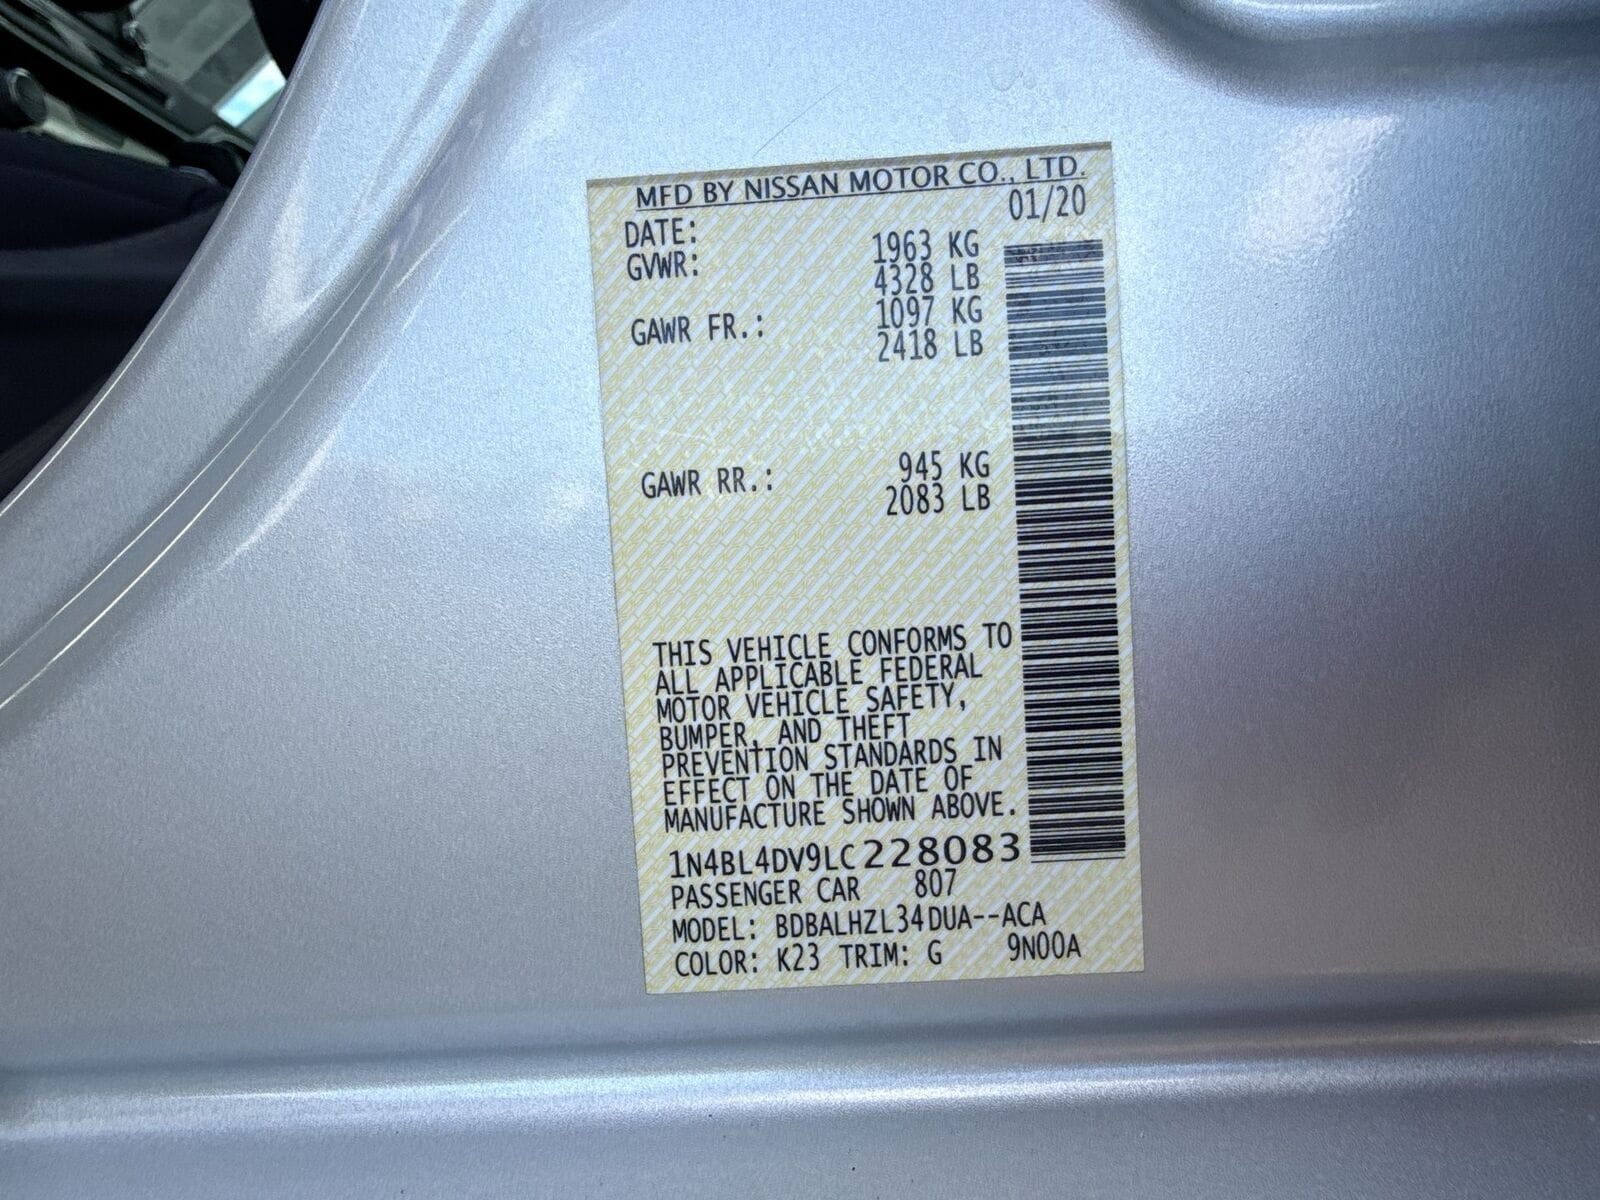 MFD BY NISSAN MOTOR CO., LTD.
DATE: 01/20
GVWR: 1963 KG
4328 LB
GAWR FR.: 1097 KG
2418 LB
GAWR RR.: 945 KG
2083 LB
THIS VEHICLE CONFORMS TO
ALL APPLICABLE FEDERAL
MOTOR VEHICLE SAFETY,
BUMPER, AND THEFT
PREVENTION STANDARDS IN
EFFECT ON THE DATE OF
MANUFACTURE SHOWN ABOVE.
1N4BL4DV9LC228083
PASSENGER CAR 807
MODEL: BDBALHZL34DUA--ACA
COLOR: K23 TRIM: G 9N00A